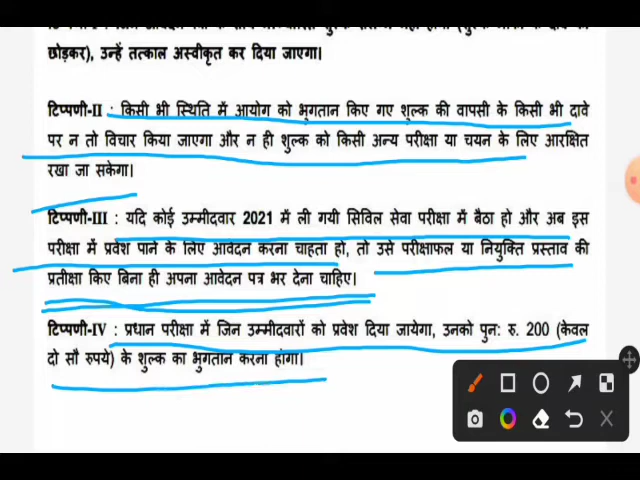 छोड़कर), उन्हें तत्काल अस्वीकृत कर दिया जाएगा।
टिप्पणी-II : किसी भी स्थिति में आयोग को भुगतान किए गए शुल्क की वापसी के किसी भी दावे
पर न तो विचार किया जाएगा और न ही शुल्क को किसी अन्य परीक्षा या चयन के लिए आरक्षित
रखा जा सकेगा।
टिप्पणी-III : यदि कोई उम्मीदवार 2021 में ली गयी सिविल सेवा परीक्षा में बैठा हो और अब इस
परीक्षा में प्रवेश पाने के लिए आवेदन करना चाहता हो, तो उसे परीक्षाफल या नियुक्ति प्रस्ताव की
प्रतीक्षा किए बिना ही अपना आवेदन पत्र भर देना चाहिए।
टिप्पणी-IV : प्रधान परीक्षा में जिन उम्मीदवारों को प्रवेश दिया जायेगा, उनको पुन: रु. 200 (केवल
दो सौ रुपये) के शुल्क का भुगतान करना होगा।